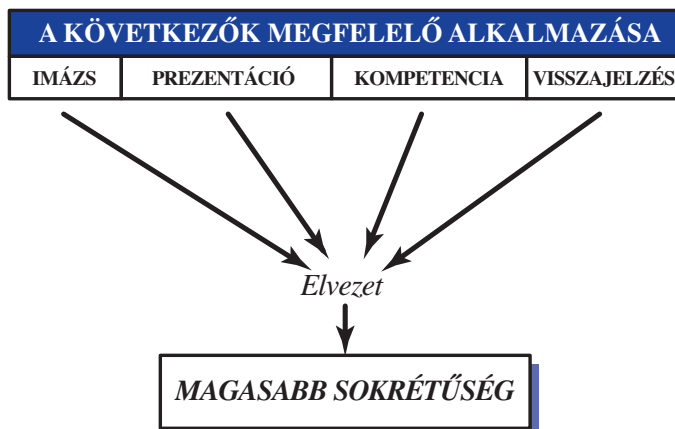 A KÖVETKEZŐK MEGFELELŐ ALKALMAZÁSA
IMÁZS PREZENTÁCIÓ KOMPETENCIA VISSZAJELZÉS
Elvezet
MAGASABB SOKRÉTŰSÉG